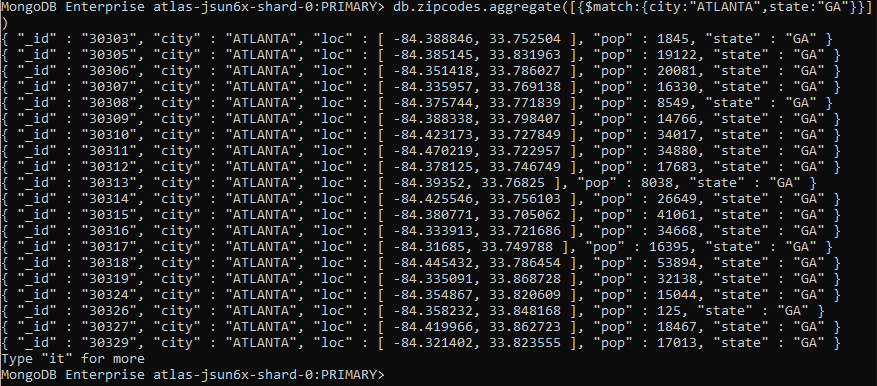 MongoDB Enterprise atlas-jsun6x-shard-0:PRIMARY> db.zipcodes.aggregate([{$match:{city:"ATLANTA",state:"GA"}}]
)
{ "_id" : "30303", "city" : "ATLANTA", "loc" : [ -84.388846, 33.752504 ], "pop" : 1845, "state" : "GA" }
{ "_id" : "30305", "city" : "ATLANTA", "loc" : [ -84.385145, 33.831963 ], "pop" : 19122, "state" : "GA" }
{ "_id" : "30306", "city" : "ATLANTA", "loc" : [ -84.351418, 33.786027 ], "pop" : 20081, "state" : "GA" }
{ "_id" : "30307", "city" : "ATLANTA", "loc" : [ -84.335957, 33.769138 ], "pop" : 16330, "state" : "GA" }
{ "_id" : "30308", "city" : "ATLANTA", "loc" : [ -84.375744, 33.771839 ], "pop" : 8549, "state" : "GA" }
{ "_id" : "30309", "city" : "ATLANTA", "loc" : [ -84.388338, 33.798407 ], "pop" : 14766, "state" : "GA" }
{ "_id" : "30310", "city" : "ATLANTA", "loc" : [ -84.423173, 33.727849 ], "pop" : 34017, "state" : "GA" }
{ "_id" : "30311", "city" : "ATLANTA", "loc" : [ -84.470219, 33.722957 ], "pop" : 34880, "state" : "GA" }
{ "_id" : "30312", "city" : "ATLANTA", "loc" : [ -84.378125, 33.746749 ], "pop" : 17683, "state" : "GA" }
{ "_id" : "30313", "city" : "ATLANTA", "loc" : [ -84.39352, 33.76825 ], "pop" : 8038, "state" : "GA" }
{ "_id" : "30314", "city" : "ATLANTA", "loc" : [ -84.425546, 33.756103 ], "pop" : 26649, "state" : "GA" }
{ "_id" : "30315", "city" : "ATLANTA", "loc" : [ -84.380771, 33.705062 ], "pop" : 41061, "state" : "GA" }
{ "_id" : "30316", "city" : "ATLANTA", "loc" : [ -84.333913, 33.721686 ], "pop" : 34668, "state" : "GA" }
{ "_id" : "30317", "city" : "ATLANTA", "loc" : [ -84.31685, 33.749788 ], "pop" : 16395, "state" : "GA" }
{ "_id" : "30318", "city" : "ATLANTA", "loc" : [ -84.445432, 33.786454 ], "pop" : 53894, "state" : "GA" }
{ "_id" : "30319", "city" : "ATLANTA", "loc" : [ -84.335091, 33.868728 ], "pop" : 32138, "state" : "GA" }
{ "_id" : "30324", "city" : "ATLANTA", "loc" : [ -84.354867, 33.820609 ], "pop" : 15044, "state" : "GA" }
{ "_id" : "30326", "city" : "ATLANTA", "loc" : [ -84.358232, 33.848168 ], "pop" : 125, "state" : "GA" }
{ "_id" : "30327", "city" : "ATLANTA", "loc" : [ -84.419966, 33.862723 ], "pop" : 18467, "state" : "GA" }
{ "_id" : "30329", "city" : "ATLANTA", "loc" : [ -84.321402, 33.823555 ], "pop" : 17013, "state" : "GA" }
Type "it" for more
MongoDB Enterprise atlas-jsun6x-shard-0:PRIMARY>